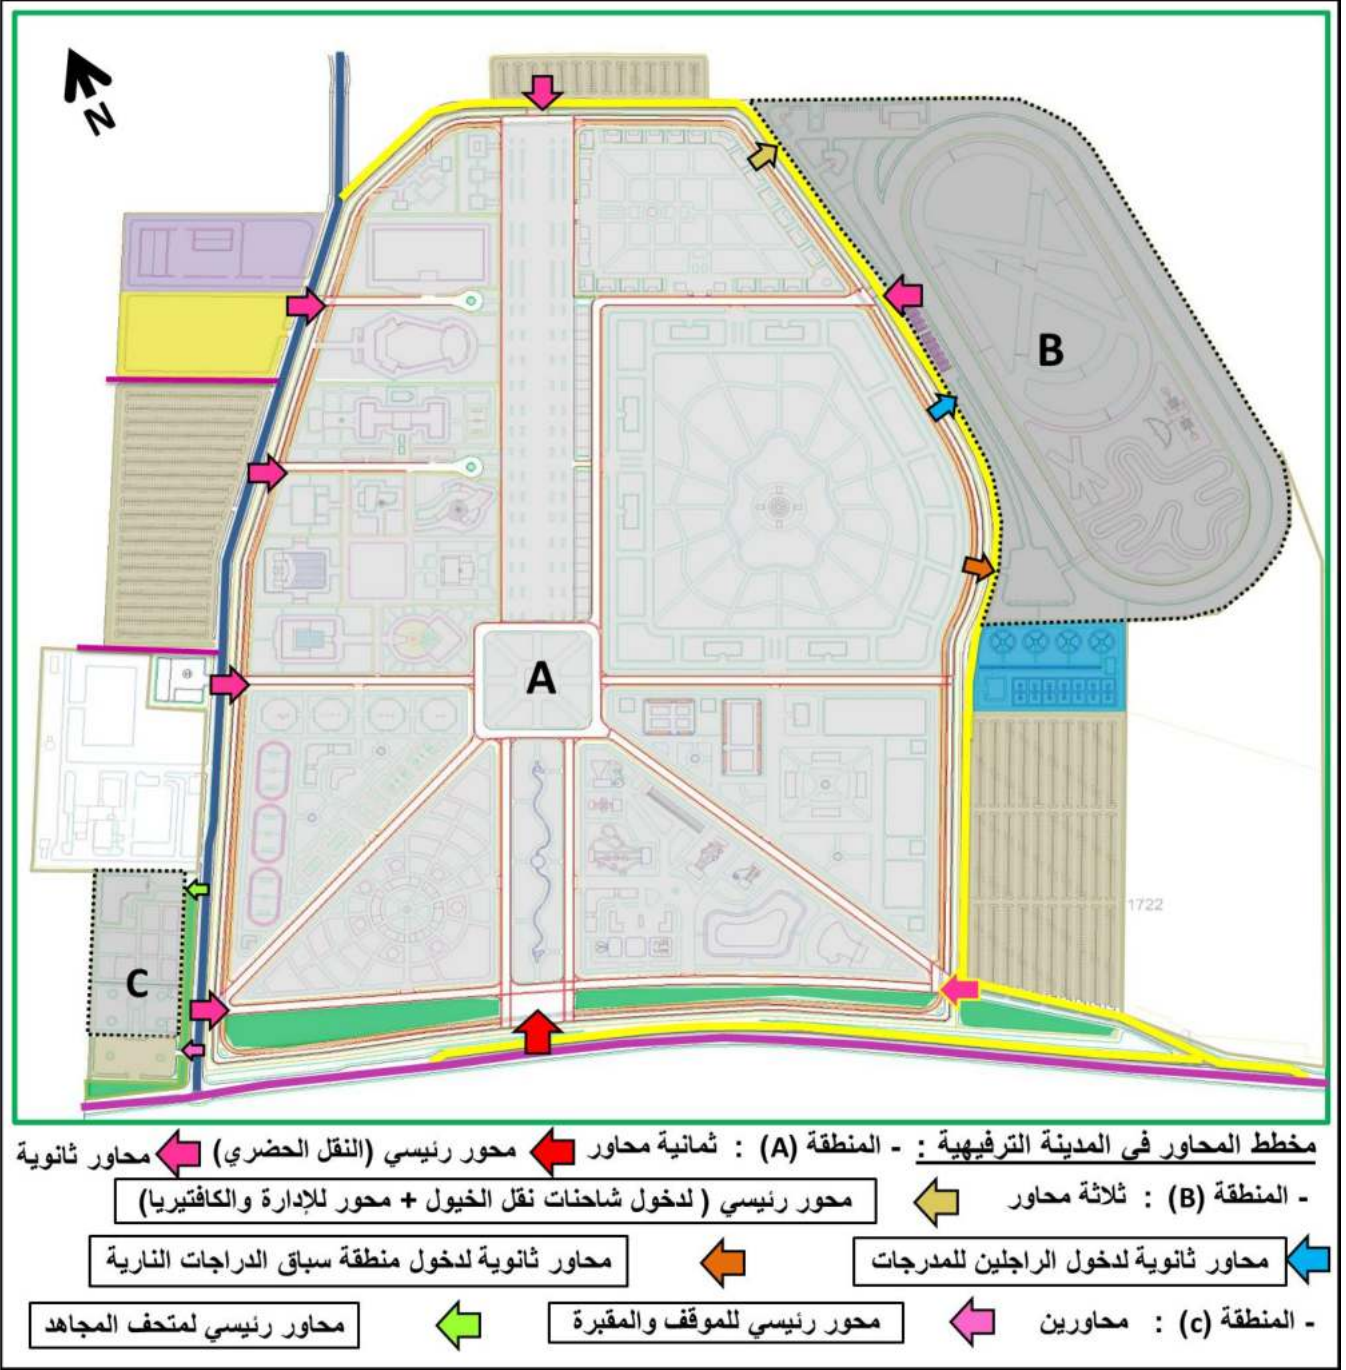 N
B
A
C
1722
مخطط المحاور في المدينة الترفيهية : - المنطقة (A) : ثمانية محاور محور رئيسي (النقل الحضري) محاور ثانوية
- المنطقة (B) : ثلاثة محاور محور رئيسي ( لدخول شاحنات نقل الخيول + محور للإدارة والكافتيريا)
محاور ثانوية لدخول الراجلين للمدرجات محاور ثانوية لدخول منطقة سباق الدراجات النارية
- المنطقة (c) : محاورين محور رئيسي للموقف والمقبرة محاور رئيسي لمتحف المجاهد